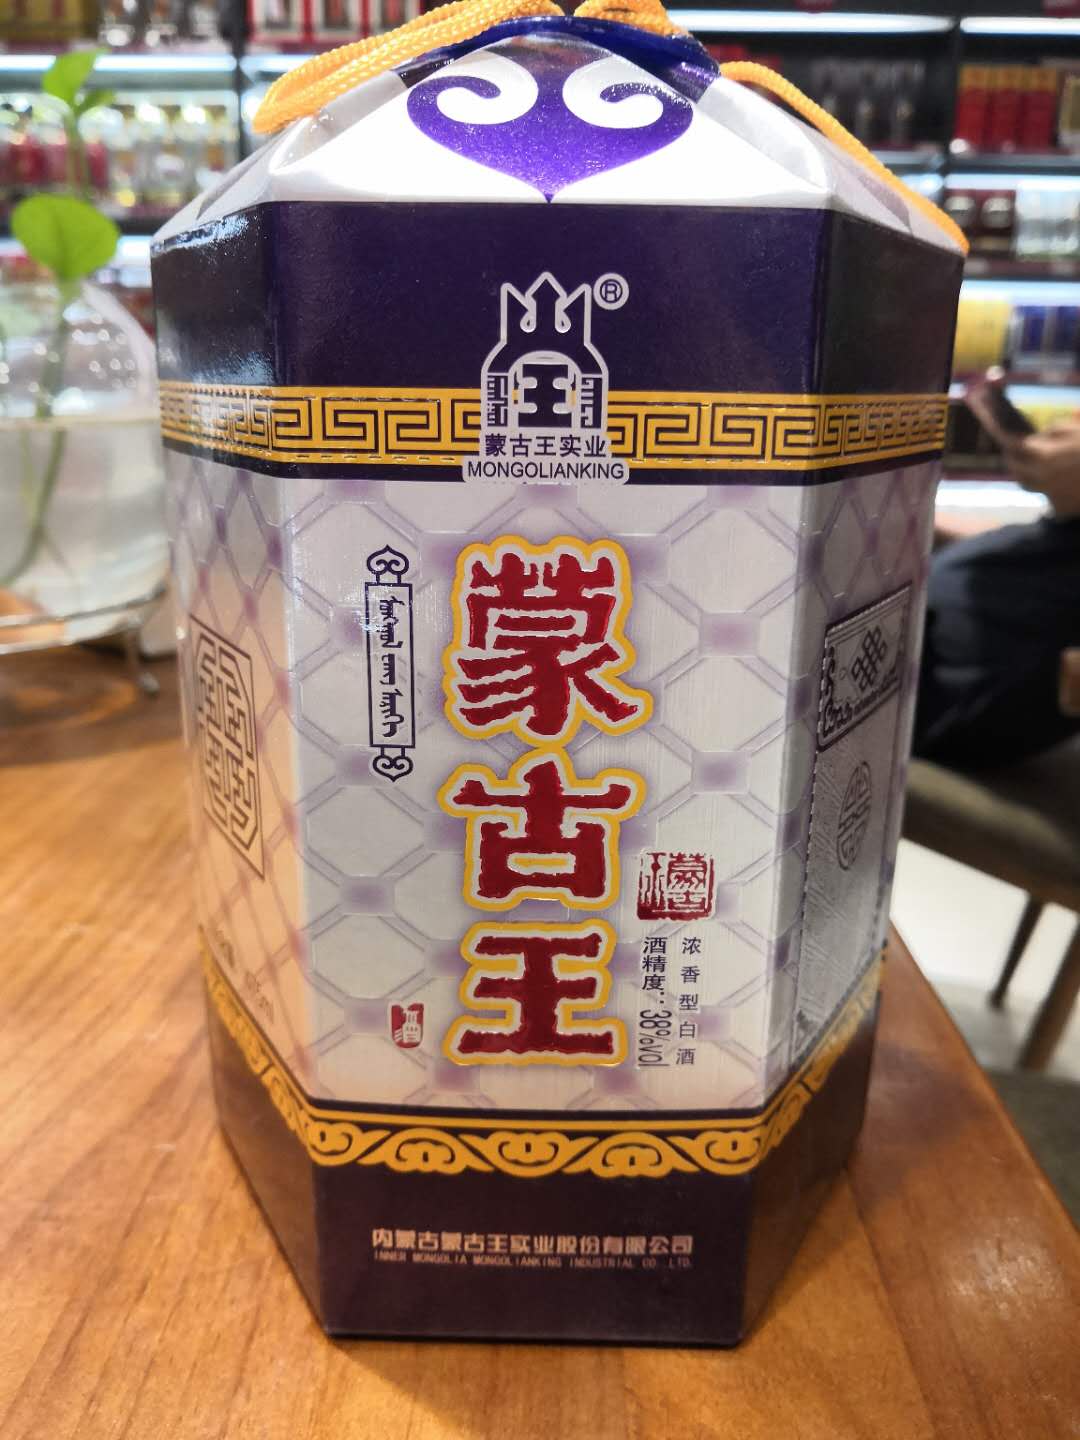 ®
王
蒙古王实业
MONGOLIANKING
蒙古王
浓香型白酒
酒精度：38%vol
内蒙古蒙古王实业股份有限公司
INNER MONGOLIA MONGOLIANKING INDUSTRIAL CO.,LTD.